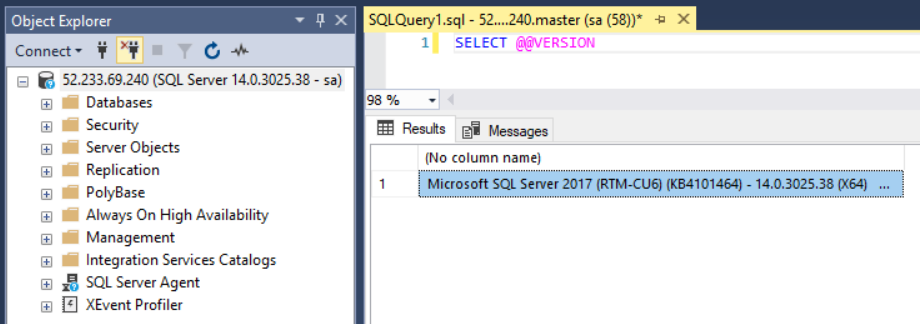 Object Explorer
Connect
52.233.69.240 (SQL Server 14.0.3025.38 - sa)
Databases
Security
Server Objects
Replication
PolyBase
Always On High Availability
Management
Integration Services Catalogs
SQL Server Agent
XEvent Profiler
SQLQuery1.sql - 52....240.master (sa (58))*
1 SELECT @@VERSION
98 %
Results Messages
(No column name)
1 Microsoft SQL Server 2017 (RTM-CU6) (KB4101464) - 14.0.3025.38 (X64) ...